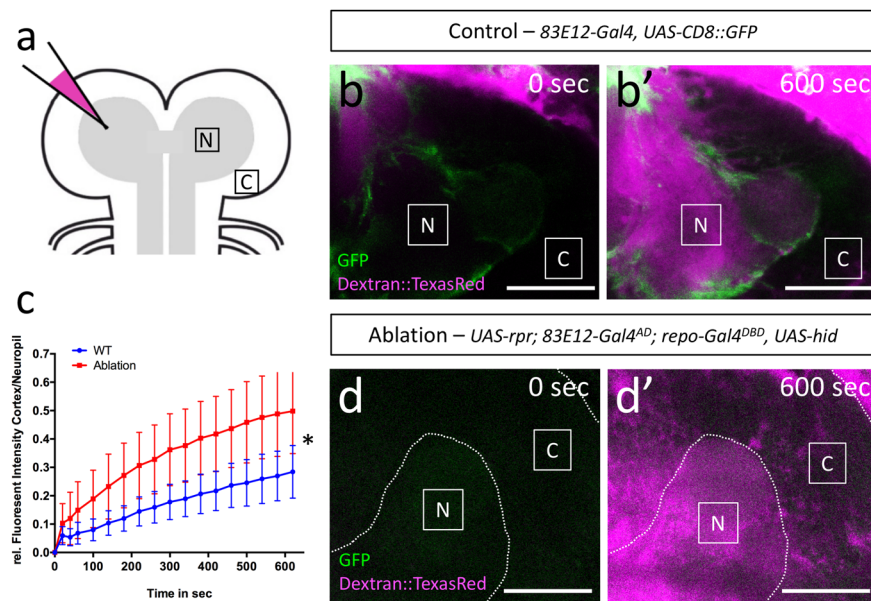 a
N
C
Control – 83E12-Gal4, UAS-CD8::GFP
b
0 sec
N
C
GFP
Dextran::TexasRed
b’
600 sec
N
C
c
WT
Ablation
rel. Fluorescent Intensity Cortex/Neuropil
0.7
0.6
0.5
0.4
0.3
0.2
0.1
0.0
*
0 100 200 300 400 500 600
Time in sec
Ablation – UAS-rpr; 83E12-Gal4ᴬᴰ; repo-Gal4ᴰᴮᴰ, UAS-hid
d
0 sec
C
N
GFP
Dextran::TexasRed
d’
600 sec
C
N